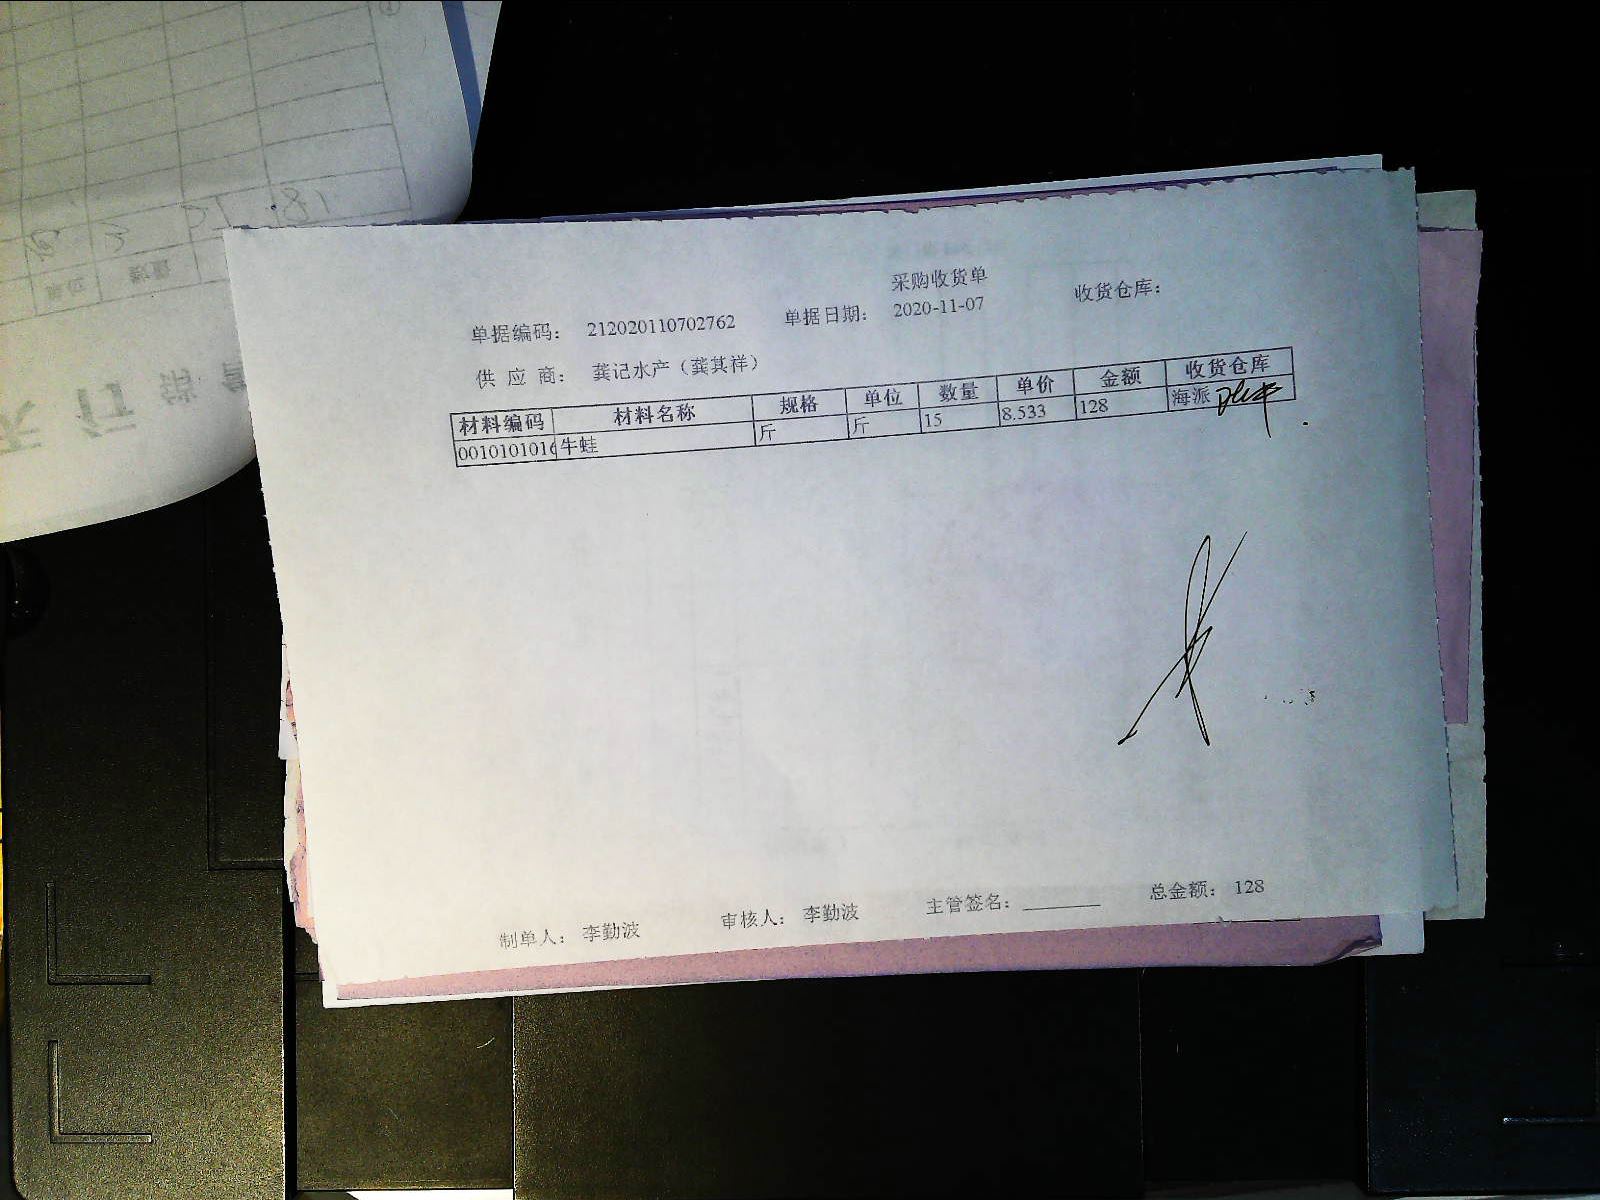 采购收货单
单据编码： 212020110702762 单据日期： 2020-11-07 收货仓库：
供 应 商： 龚记水产（龚其祥）
材料编码 材料名称 规格 单位 数量 单价 金额 收货仓库
0010101016 牛蛙 斤 斤 15 8.533 128 海派
制单人： 李勤波 审核人： 李勤波 主管签名：________ 总金额： 128